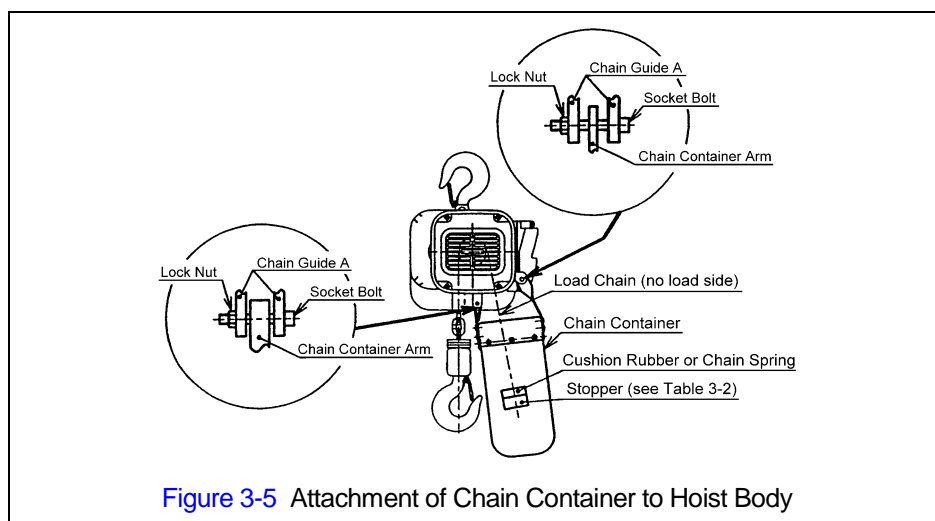 Lock Nut
Chain Guide A
Socket Bolt
Chain Container Arm
Lock Nut
Chain Guide A
Socket Bolt
Chain Container Arm
Load Chain (no load side)
Chain Container
Cushion Rubber or Chain Spring
Stopper (see Table 3-2)
Figure 3-5 Attachment of Chain Container to Hoist Body